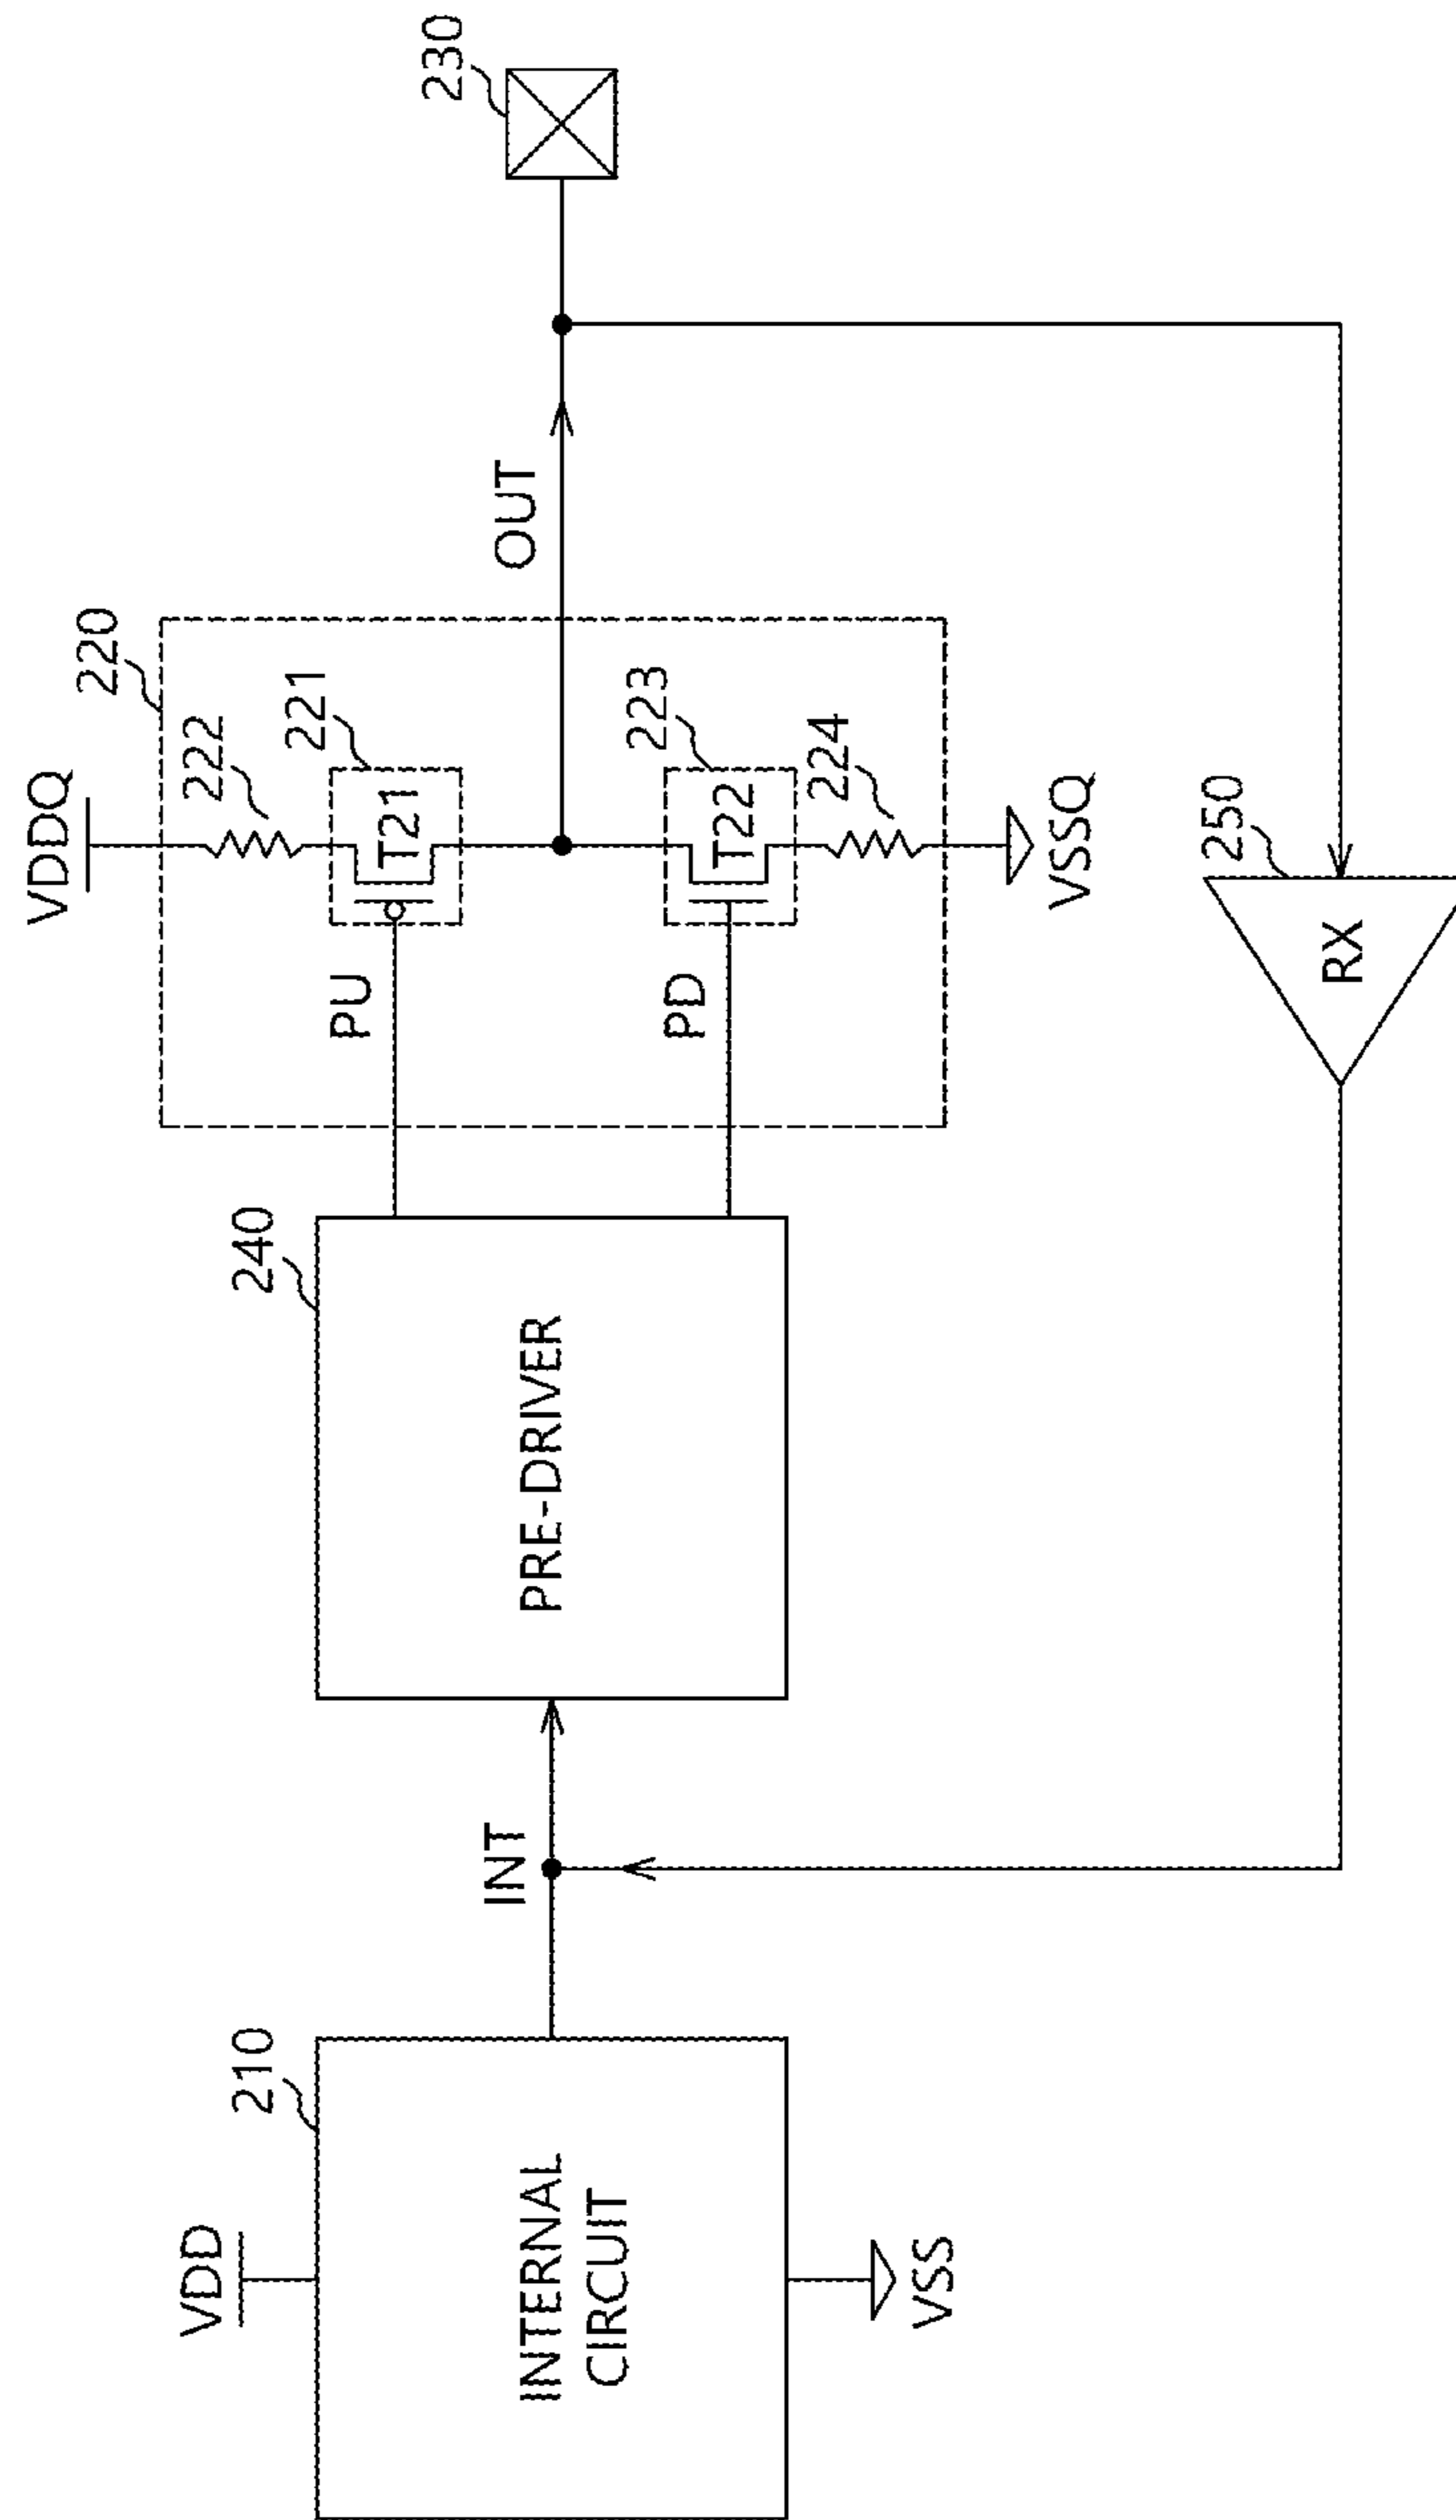 VDD
210
INTERNAL
CIRCUIT
VSS
INT
240
PRE-DRIVER
PU
PD
VDDQ
220
222
221
T21
223
T22
224
VSSQ
OUT
230
250
RX